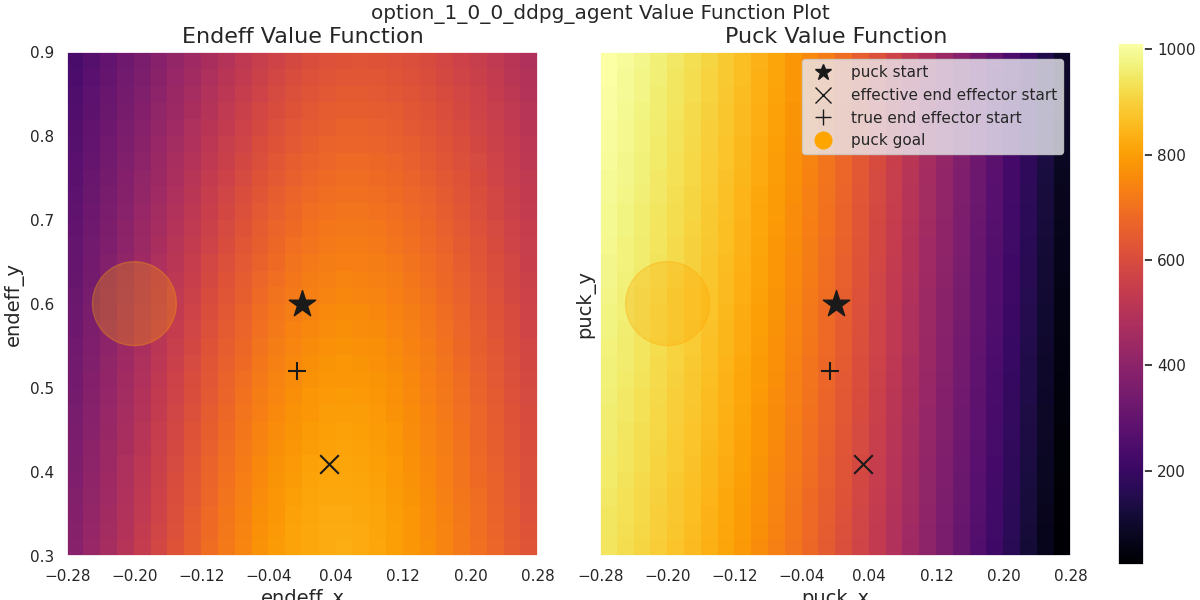 option_1_0_0_ddpg_agent Value Function Plot
Endeff Value Function
Puck Value Function
0.9
0.8
0.7
0.6
0.5
0.4
0.3
endeff_y
−0.28 −0.20 −0.12 −0.04 0.04 0.12 0.20 0.28
endeff_x
puck_y
puck start
effective end effector start
true end effector start
puck goal
−0.28 −0.20 −0.12 −0.04 0.04 0.12 0.20 0.28
puck_x
1000
800
600
400
200